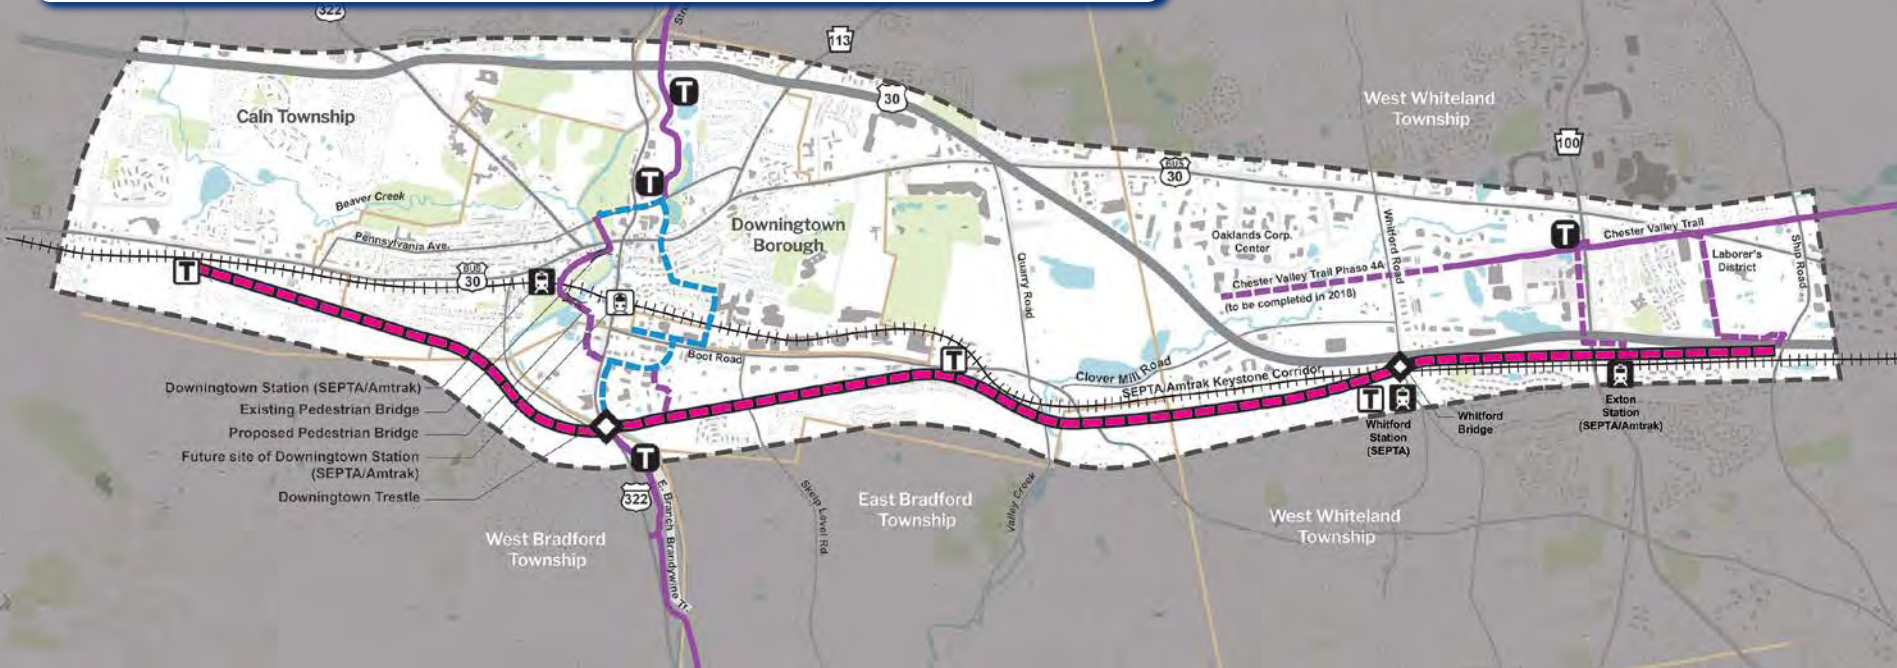 322
Str
113
30
Caln Township
West Whiteland
Township
100
BUS
30
T
T
Beaver Creek
Downingtown
Borough
Pennsylvania Ave.
Oaklands Corp.
Center
Whitford Road
T
Chester Valley Trail
Ship Road
Laborer's
District
T
BUS
30
Quarry Road
Chester Valley Trail Phase 4A
(to be completed in 2018)
Boot Road
T
Clover Mill Road
SEPTA/Amtrak Keystone Corridor
Downingtown Station (SEPTA/Amtrak)
Existing Pedestrian Bridge
Proposed Pedestrian Bridge
Future site of Downingtown Station
(SEPTA/Amtrak)
Downingtown Trestle
T
T
Whitford
Station
(SEPTA)
Whitford
Bridge
Exton
Station
(SEPTA/Amtrak)
322
E. Branch Brandywine Tr.
Skelp Level Rd.
Valley Creek
West Bradford
Township
East Bradford
Township
West Whiteland
Township